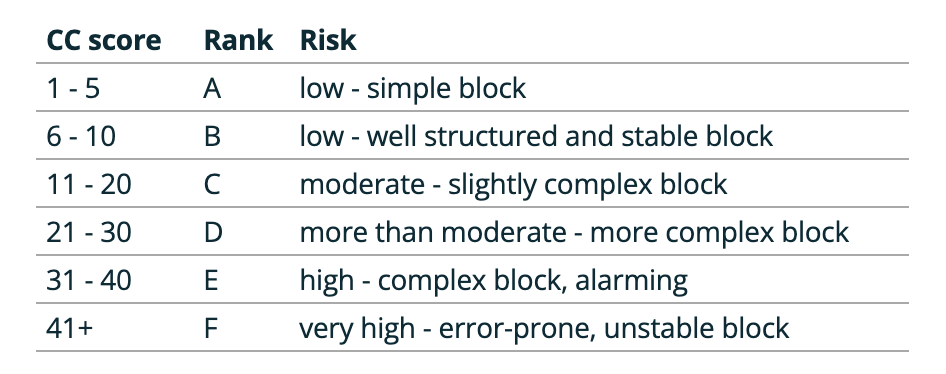 CC score Rank Risk
1 - 5 A low - simple block
6 - 10 B low - well structured and stable block
11 - 20 C moderate - slightly complex block
21 - 30 D more than moderate - more complex block
31 - 40 E high - complex block, alarming
41+ F very high - error-prone, unstable block